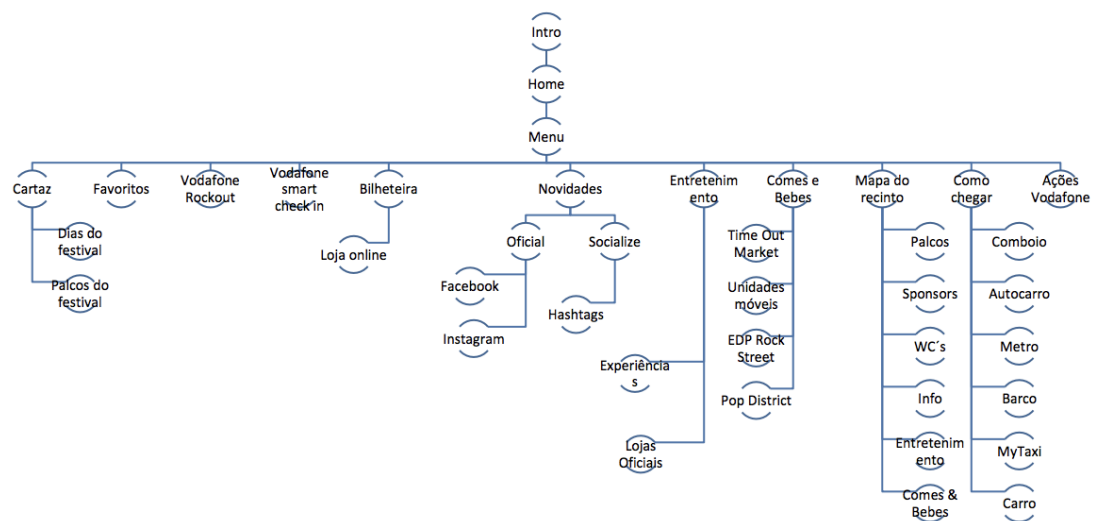 Intro
Home
Menu
Cartaz
Dias do
festival
Palcos do
festival
Favoritos
Vodafone
Rockout
Vodafone
smart
check in
Bilheteira
Loja online
Novidades
Oficial
Facebook
Instagram
Socialize
Hashtags
Entretenim
ento
Experiência
s
Lojas
Oficiais
Comes e
Bebes
Time Out
Market
Unidades
móveis
EDP Rock
Street
Pop District
Mapa do
recinto
Palcos
Sponsors
WC´s
Info
Entretenim
ento
Comes &
Bebes
Como
chegar
Comboio
Autocarro
Metro
Barco
MyTaxi
Carro
Ações
Vodafone